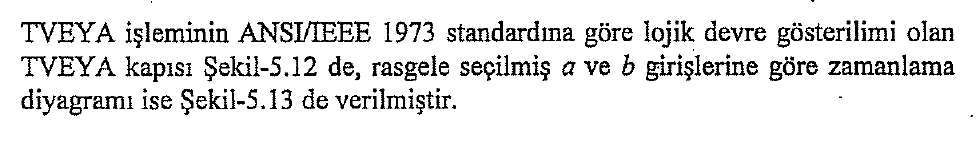 TVEYA işleminin ANSI/IEEE 1973 standardına göre lojik devre gösterilimi olan
TVEYA kapısı Şekil-5.12 de, rasgele seçilmiş a ve b girişlerine göre zamanlama
diyagramı ise Şekil-5.13 de verilmiştir.